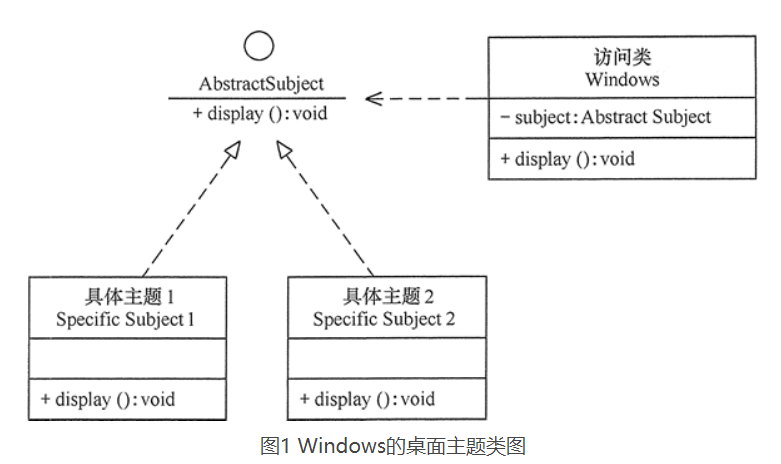 AbstractSubject
+ display ():void
访问类
Windows
- subject:Abstract Subject
+ display ():void
具体主题1
Specific Subject 1
+ display ():void
具体主题2
Specific Subject 2
+ display ():void
图1 Windows的桌面主题类图